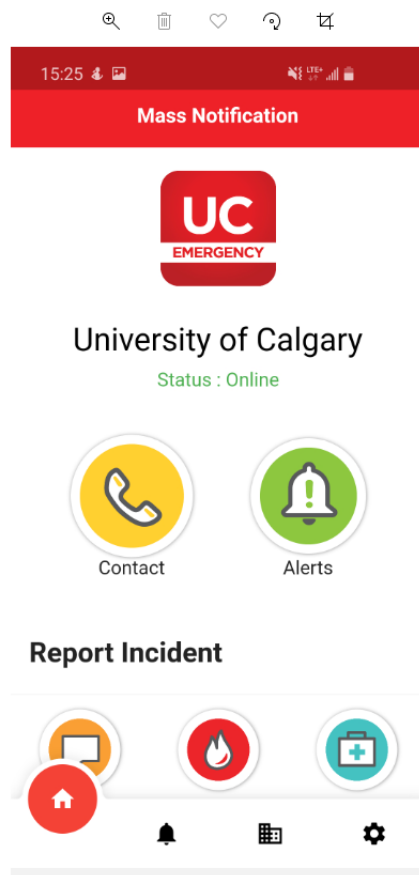 15:25
LTE+
Mass Notification
UC
EMERGENCY
University of Calgary
Status : Online
Contact
Alerts
Report Incident